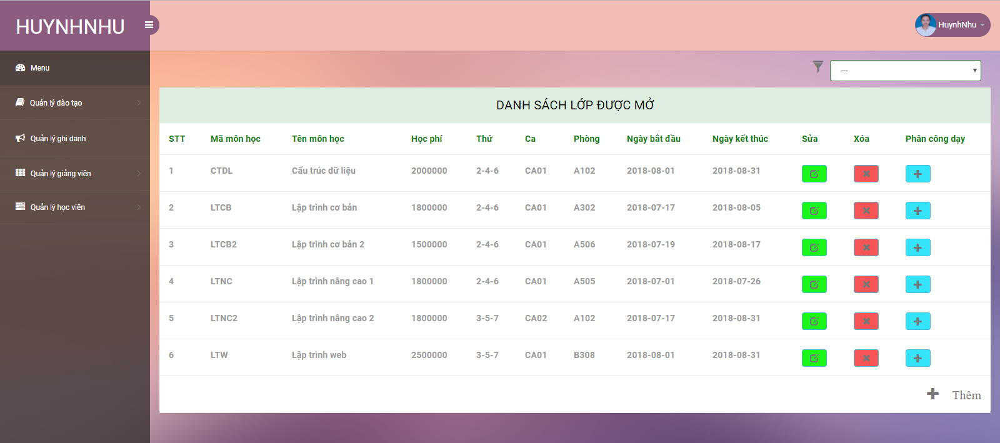 HUYNHNHU
HuynhNhu
Menu
Quản lý đào tạo
Quản lý ghi danh
Quản lý giảng viên
Quản lý học viên
---
DANH SÁCH LỚP ĐƯỢC MỞ
STT Mã môn học Tên môn học Học phí Thứ Ca Phòng Ngày bắt đầu Ngày kết thúc Sửa Xóa Phân công dạy
1 CTDL Cấu trúc dữ liệu 2000000 2-4-6 CA01 A102 2018-08-01 2018-08-31
2 LTCB Lập trình cơ bản 1800000 2-4-6 CA01 A302 2018-07-17 2018-08-05
3 LTCB2 Lập trình cơ bản 2 1500000 2-4-6 CA01 A506 2018-07-19 2018-08-17
4 LTNC Lập trình nâng cao 1 1800000 2-4-6 CA01 A505 2018-07-01 2018-07-26
5 LTNC2 Lập trình nâng cao 2 1800000 3-5-7 CA02 A102 2018-07-17 2018-08-31
6 LTW Lập trình web 2500000 3-5-7 CA01 B308 2018-08-01 2018-08-31
Thêm